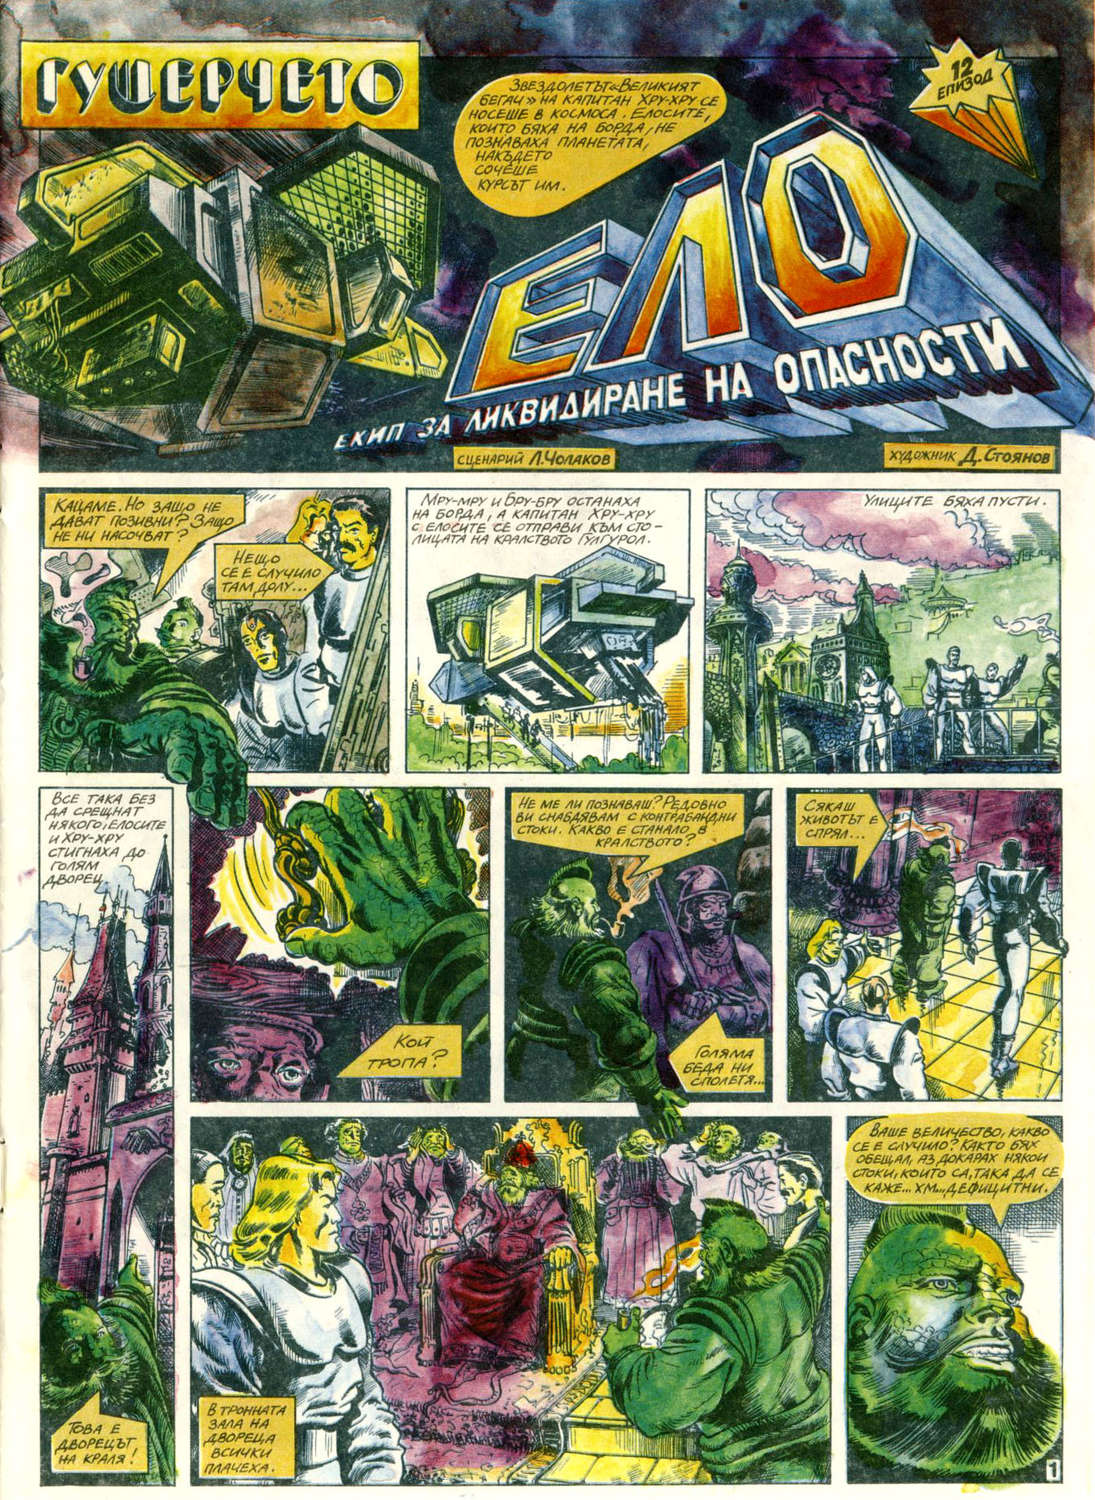 ГУЩЕРЧЕТО
ЗВЕЗДОЛЕТЪТ «ВЕЛИКИЯТ
БЕГАЧ» НА КАПИТАН ХРУ-ХРУ СЕ
НОСЕШЕ В КОСМОСА. ЕЛОСИТЕ,
КОИТО БЯХА НА БОРДА, НЕ
ПОЗНАВАХА ПЛАНЕТАТА,
НАКЪДЕТО
СОЧЕШЕ
КУРСЪТ ИМ.
12
ЕПИЗОД
ЕЛО
ЕКИП ЗА ЛИКВИДИРАНЕ НА ОПАСНОСТИ
СЦЕНАРИЙ Л.ЧОЛАКОВ
ХУДОЖНИК Д.СТОЯНОВ
КАЦАМЕ. НО ЗАЩО НЕ
ДАВАТ ПОЗИВНИ? ЗАЩО
НЕ НИ НАСОЧВАТ?
НЕЩО
СЕ Е СЛУЧИЛО
ТАМ ДОЛУ...
МРУ-МРУ И БРУ-БРУ ОСТАНАХА
НА БОРДА, А КАПИТАН ХРУ-ХРУ
С ЕЛОСИТЕ СЕ ОТПРАВИ КЪМ СТО-
ЛИЦАТА НА КРАЛСТВОТО ГУЛГУРОЛ.
УЛИЦИТЕ БЯХА ПУСТИ.
ВСЕ ТАКА БЕЗ
ДА СРЕЩНАТ
НЯКОГО, ЕЛОСИТЕ
И ХРУ-ХРУ
СТИГНАХА ДО
ГОЛЯМ
ДВОРЕЦ.
ТОВА Е
ДВОРЕЦЪТ
НА КРАЛЯ!
КОЙ
ТРОПА?
НЕ МЕ ЛИ ПОЗНАВАШ? РЕДОВНО
ВИ СНАБДЯВАМ С КОНТРАБАНДНИ
СТОКИ. КАКВО Е СТАНАЛО В
КРАЛСТВОТО?
ГОЛЯМА
БЕДА НИ
СПОЛЕТЯ...
СЯКАШ
ЖИВОТЪТ Е
СПРЯЛ...
В ТРОННАТА
ЗАЛА НА
ДВОРЕЦА
ВСИЧКИ
ПЛАЧЕХА.
ВАШЕ ВЕЛИЧЕСТВО, КАКВО
СЕ Е СЛУЧИЛО? КАКТО БЯХ
ОБЕЩАЛ, АЗ ДОКАРАХ НЯКОИ
СТОКИ, КОИТО СА, ТАКА ДА СЕ
КАЖЕ... ХМ... ДЕФИЦИТНИ.
1